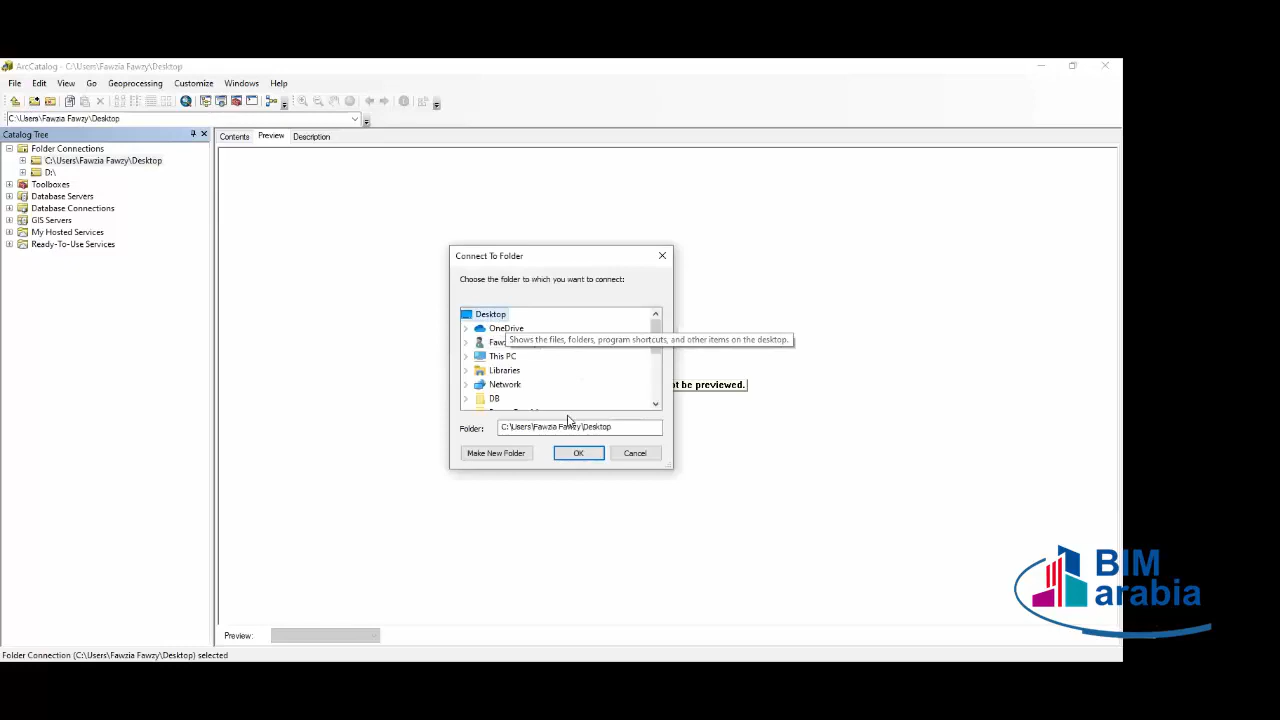 ArcCatalog - C:\Users\Fawzia Fawzy\Desktop
File Edit View Go Geoprocessing Customize Windows Help
C:\Users\Fawzia Fawzy\Desktop
Catalog Tree
Contents Preview Description
Folder Connections
C:\Users\Fawzia Fawzy\Desktop
D:\
Toolboxes
Database Servers
Database Connections
GIS Servers
My Hosted Services
Ready-To-Use Services
Connect To Folder
Choose the folder to which you want to connect:
Desktop
OneDrive
Shows the files, folders, program shortcuts, and other items on the desktop.
This PC
Libraries
Network
DB
be previewed.
Folder: C:\Users\Fawzia Fawzy\Desktop
Make New Folder OK Cancel
BIM
arabia
Preview:
Folder Connection (C:\Users\Fawzia Fawzy\Desktop) selected